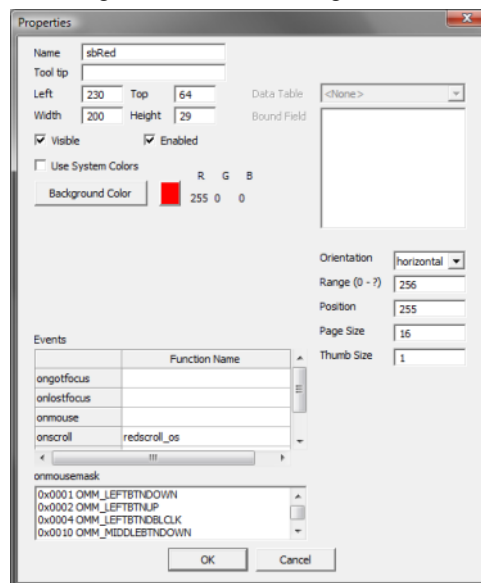 Properties
Name sbRed
Tool tip
Left 230 Top 64 Data Table <None>
Width 200 Height 29 Bound Field
Visible Enabled
Use System Colors
R G B
Background Color 255 0 0
Orientation horizontal
Range (0 - ?) 256
Position 255
Page Size 16
Thumb Size 1
Events
Function Name
ongotfocus
onlostfocus
onmouse
onscroll redscroll_os
onmousemask
0x0001 OMM_LEFTBTNDOWN
0x0002 OMM_LEFTBTNUP
0x0004 OMM_LEFTBTNDBLCLK
0x0010 OMM_MIDDLEBTNDOWN
OK Cancel